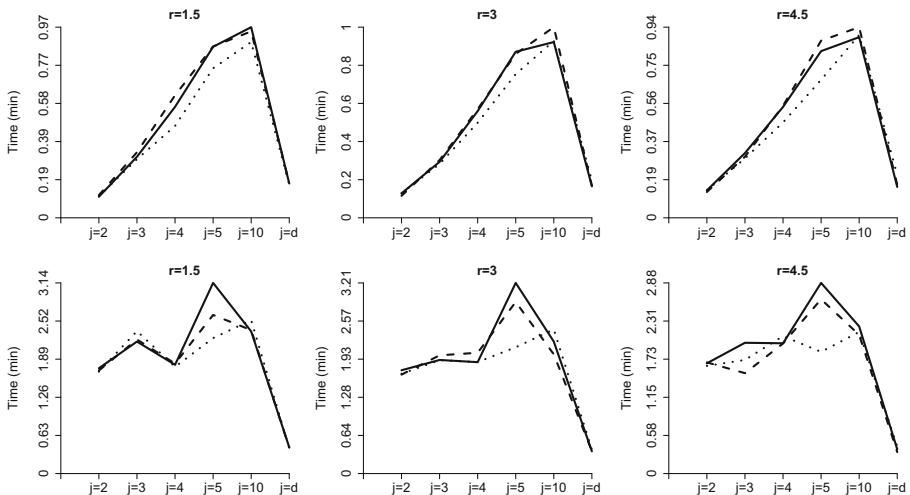 r=1.5
Time (min)
0.97
0.77
0.58
0.39
0.19
0
j=2 j=3 j=4 j=5 j=10 j=d
r=3
Time (min)
1
0.8
0.6
0.4
0.2
0
j=2 j=3 j=4 j=5 j=10 j=d
r=4.5
Time (min)
0.94
0.75
0.56
0.37
0.19
0
j=2 j=3 j=4 j=5 j=10 j=d
r=1.5
Time (min)
3.14
2.52
1.89
1.26
0.63
0
j=2 j=3 j=4 j=5 j=10 j=d
r=3
Time (min)
3.21
2.57
1.93
1.28
0.64
0
j=2 j=3 j=4 j=5 j=10 j=d
r=4.5
Time (min)
2.88
2.31
1.73
1.15
0.58
0
j=2 j=3 j=4 j=5 j=10 j=d